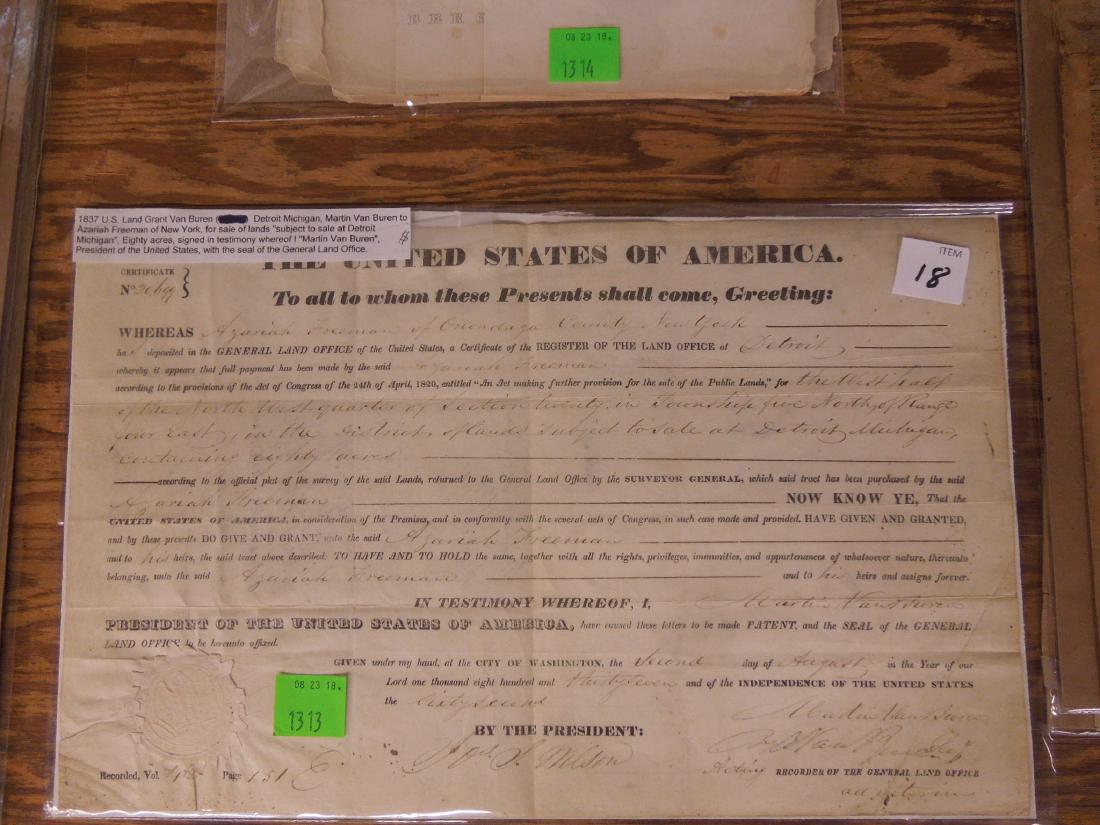 08 23 18.
1314
1837 U.S. Land Grant Van Buren ( Detroit Michigan, Martin Van Buren to
Azariah Freeman of New York, for sale of lands "subject to sale at Detroit
Michigan", Eighty acres, signed in testimony whereof I "Martin Van Buren",
President of the United States, with the seal of the General Land Office.
ITEM
18
THE UNITED STATES OF AMERICA.
CERTIFICATE
No
To all to whom these Presents shall come, Greeting:
WHEREAS Azariah Freeman of Onondaga County New York
ha deposited in the GENERAL LAND OFFICE of the United States, a Certificate of the REGISTER OF THE LAND OFFICE at Detroit
whereby it appears that full payment has been made by the said Azariah Freeman
according to the provisions of the Act of Congress of the 24th of April, 1820, entitled "An Act making further provision for the sale of the Public Lands," for the West half
of the North West quarter of Section twenty, in Township five North, of Range
four East, in the District of lands subject to sale at Detroit Michigan,
containing eighty acres
according to the official plat of the survey of the said Lands, returned to the General Land Office by the SURVEYOR GENERAL, which said tract has been purchased by the said
Azariah Freeman NOW KNOW YE, That the
UNITED STATES OF AMERICA, in consideration of the Premises, and in conformity with the several acts of Congress, in such case made and provided, HAVE GIVEN AND GRANTED,
and by these presents DO GIVE AND GRANT, unto the said Azariah Freeman
and to his heirs, the said tract above described: TO HAVE AND TO HOLD the same, together with all the rights, privileges, immunities, and appurtenances of whatsoever nature, thereunto
belonging, unto the said Azariah Freeman and to his heirs and assigns forever.
IN TESTIMONY WHEREOF, I, Martin Van Buren
PRESIDENT OF THE UNITED STATES OF AMERICA, have caused these letters to be made PATENT, and the SEAL of the GENERAL
LAND OFFICE to be hereunto affixed.
GIVEN under my hand, at the CITY OF WASHINGTON, the second day of August in the Year of our
Lord one thousand eight hundred and thirty seven and of the INDEPENDENCE OF THE UNITED STATES
the sixty second
08 23 18.
1313
BY THE PRESIDENT: Martin Van Buren
Recorded, Vol. Page 151
Acting RECORDER OF THE GENERAL LAND OFFICE
ad interim